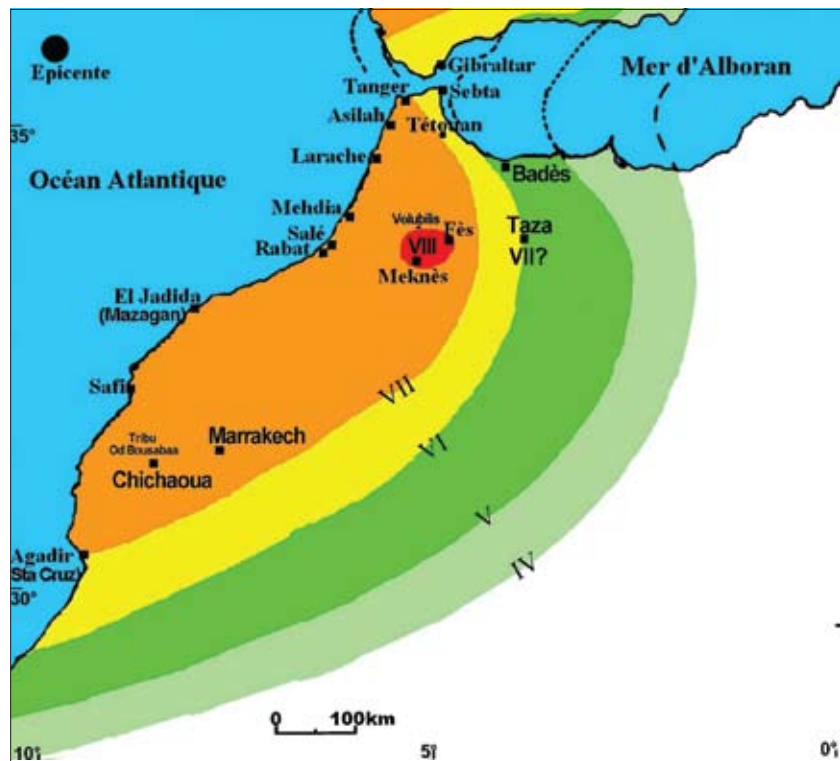 Epicente
Gibraltar
Mer d'Alboran
Tanger
Sebta
Asilah
Tétouan
35°
Larache
Badès
Océan Atlantique
Mehdia
Volubilis
Fès
Taza
Salé
VIII
VII?
Rabat
Meknès
El Jadida
(Mazagan)
Safi
VII
Marrakech
Tribu
Od Bousabaa
VI
Chichaoua
V
Agadir
Sta Cruz)
IV
30°
0 100km
10°
5°
0°